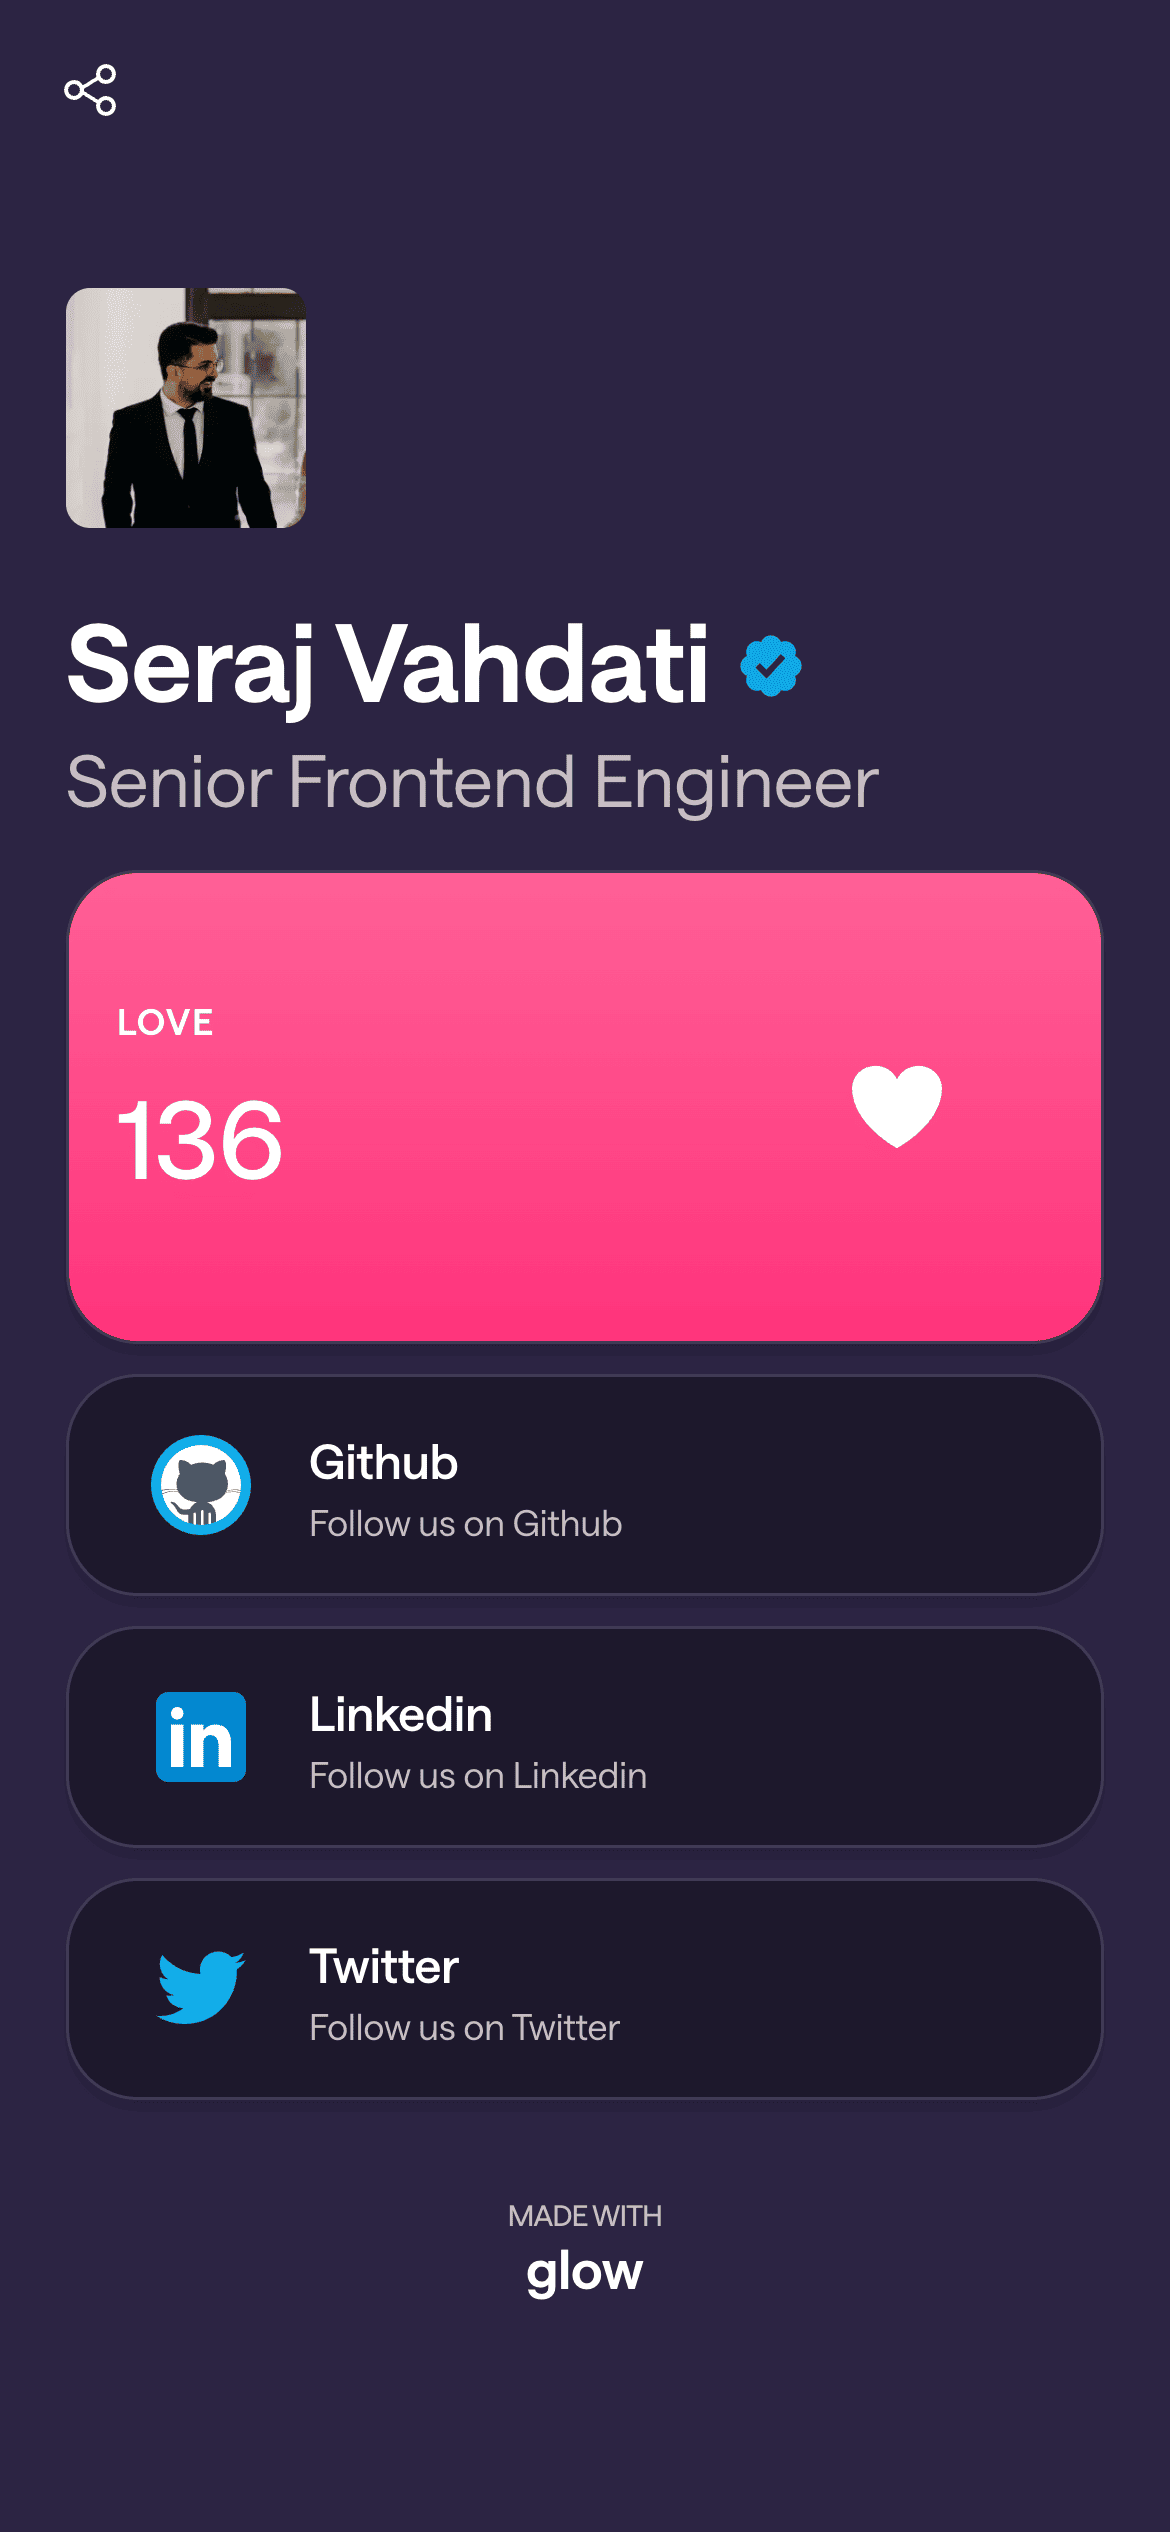 Seraj Vahdati
Senior Frontend Engineer
LOVE
136
Github
Follow us on Github
in
Linkedin
Follow us on Linkedin
Twitter
Follow us on Twitter
MADE WITH
glow